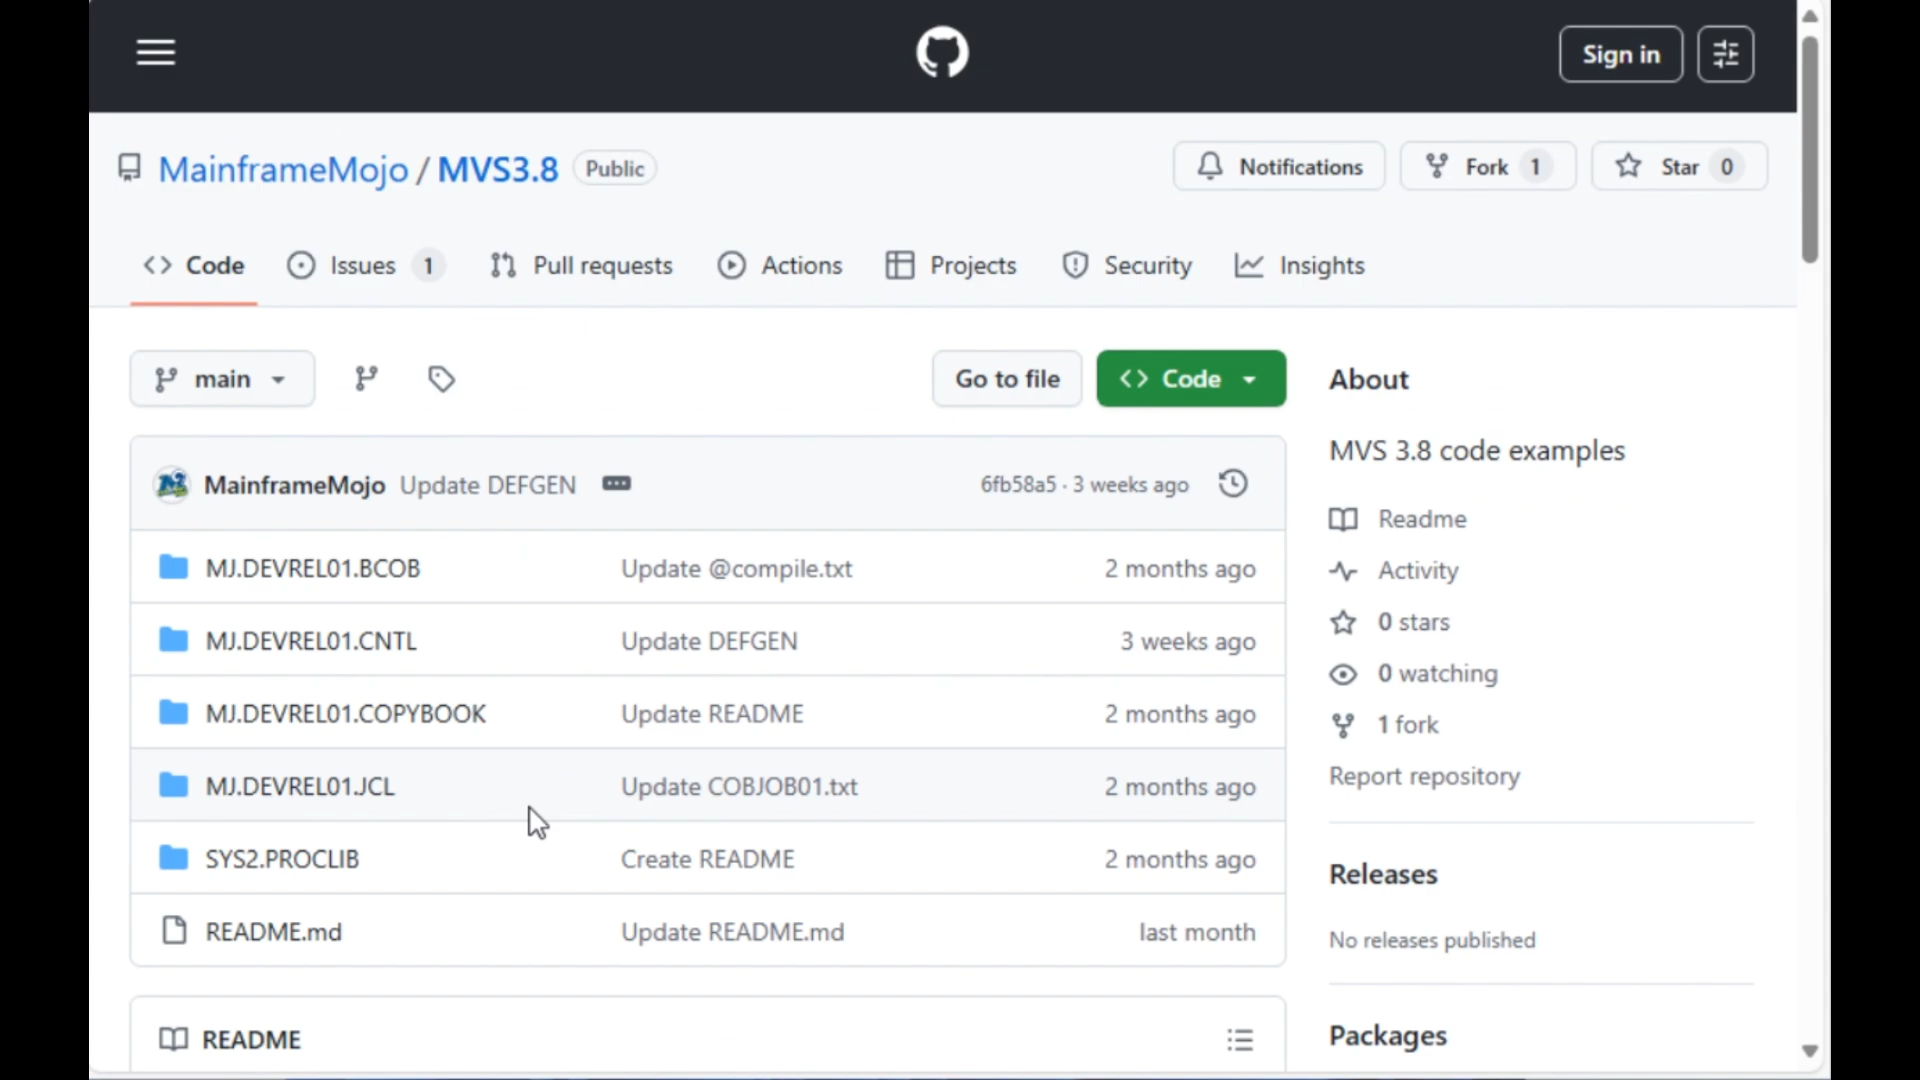 Sign in
MainframeMojo / MVS3.8 Public
Notifications
Fork 1
Star 0
Code
Issues 1
Pull requests
Actions
Projects
Security
Insights
main
Go to file
Code
MainframeMojo Update DEFGEN
6fb58a5 · 3 weeks ago
MJ.DEVREL01.BCOB Update @compile.txt 2 months ago
MJ.DEVREL01.CNTL Update DEFGEN 3 weeks ago
MJ.DEVREL01.COPYBOOK Update README 2 months ago
MJ.DEVREL01.JCL Update COBJOB01.txt 2 months ago
SYS2.PROCLIB Create README 2 months ago
README.md Update README.md last month
README
About
MVS 3.8 code examples
Readme
Activity
0 stars
0 watching
1 fork
Report repository
Releases
No releases published
Packages